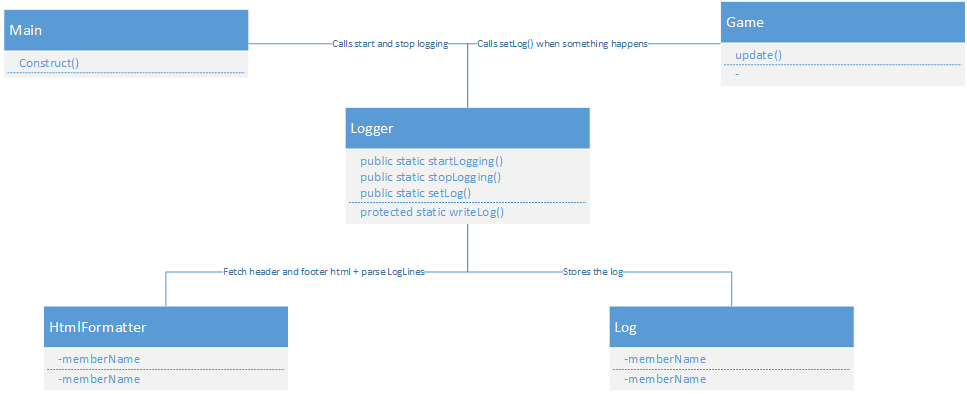 Main
Construct()
Calls start and stop logging
Calls setLog() when something happens
Game
update()
-
Logger
public static startLogging()
public static stopLogging()
public static setLog()
protected static writeLog()
Fetch header and footer html + parse LogLines
Stores the log
HtmlFormatter
-memberName
-memberName
Log
-memberName
-memberName